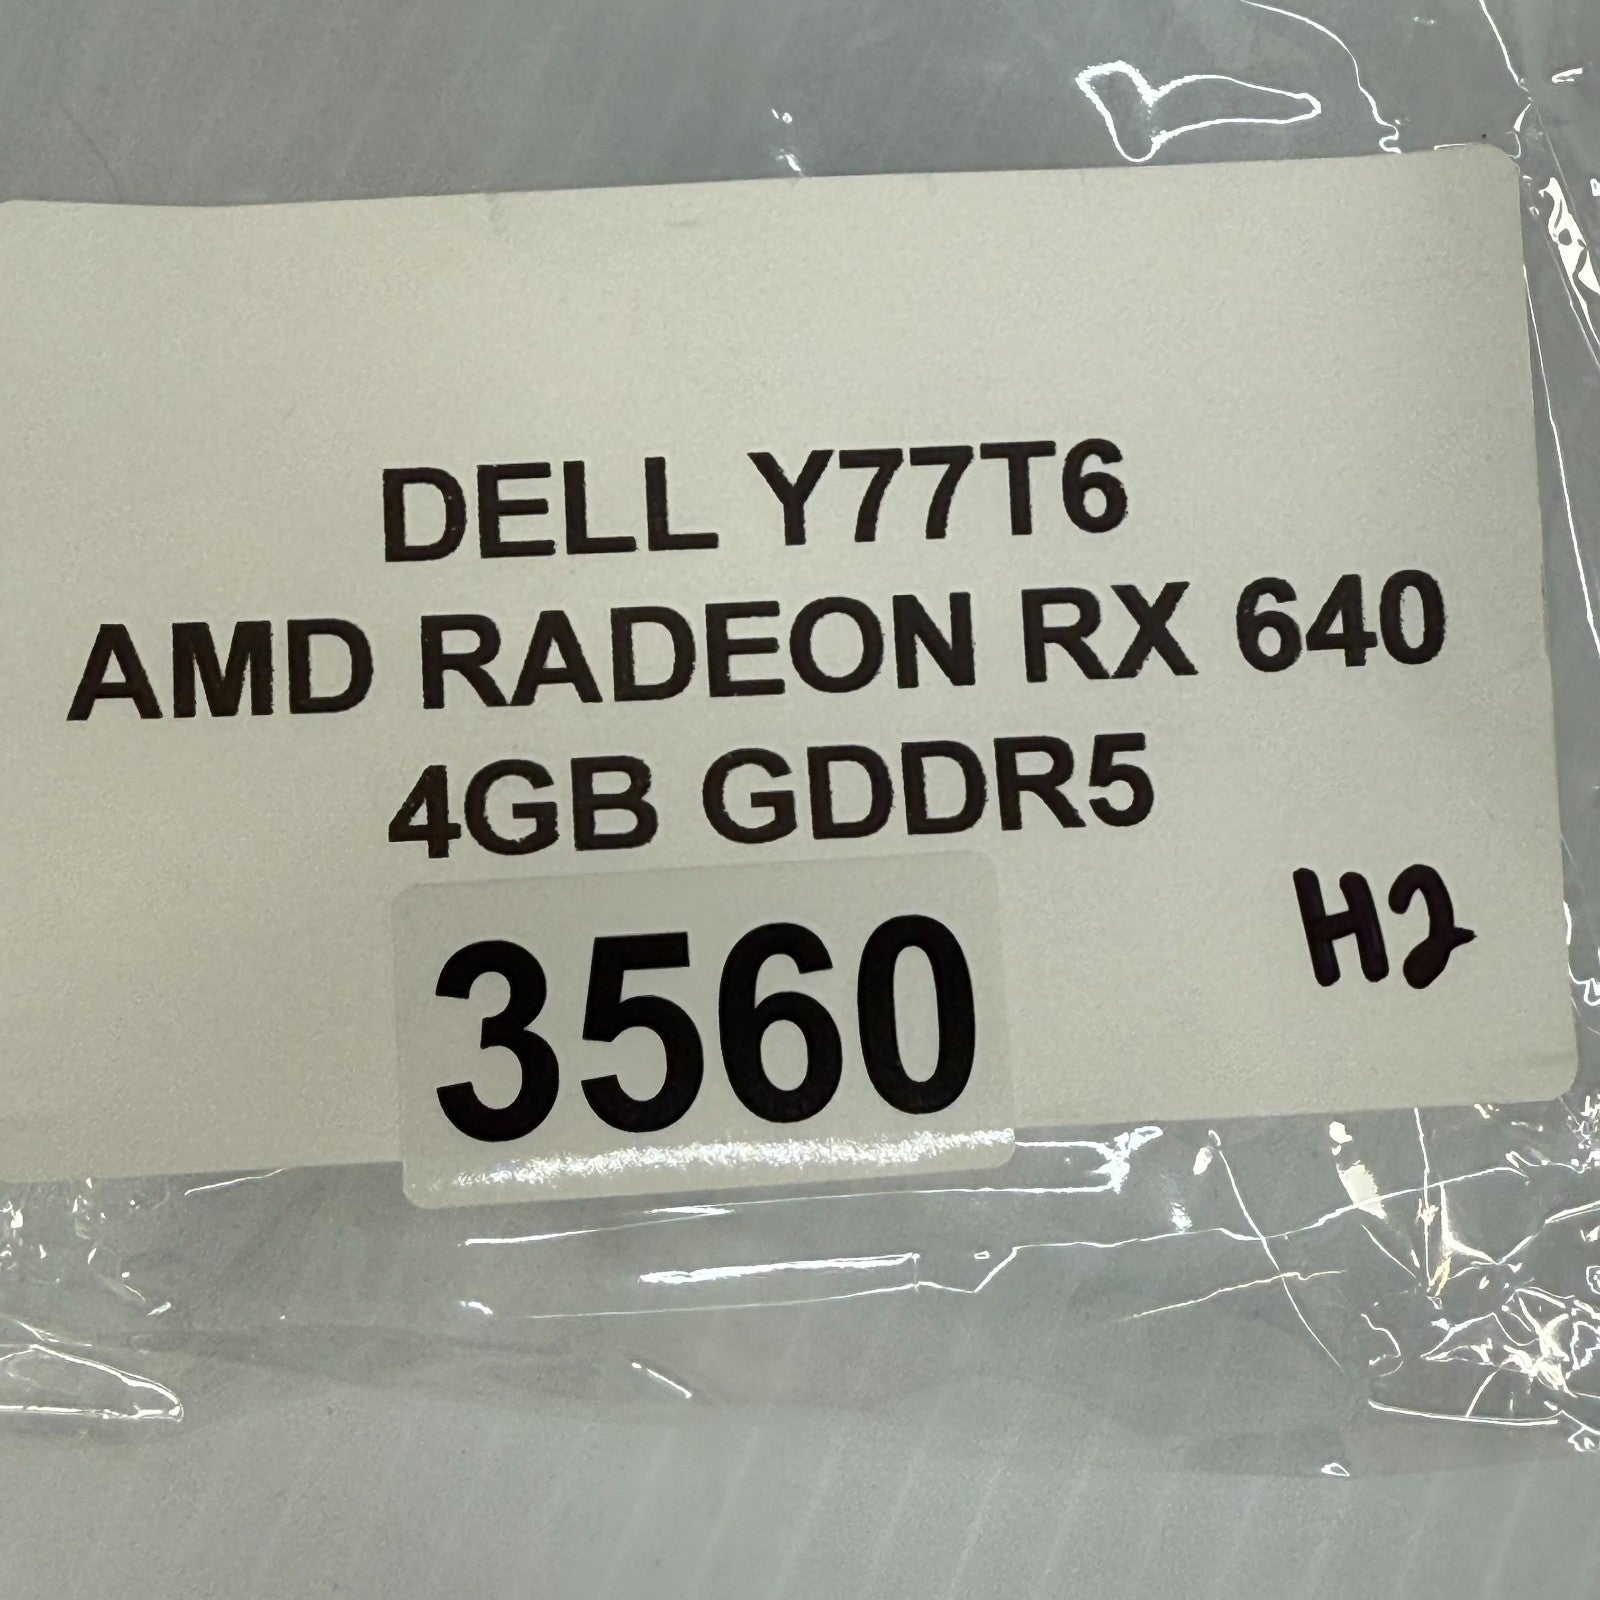 DELL Y77T6
AMD RADEON RX 640
4GB GDDR5
3560
H2